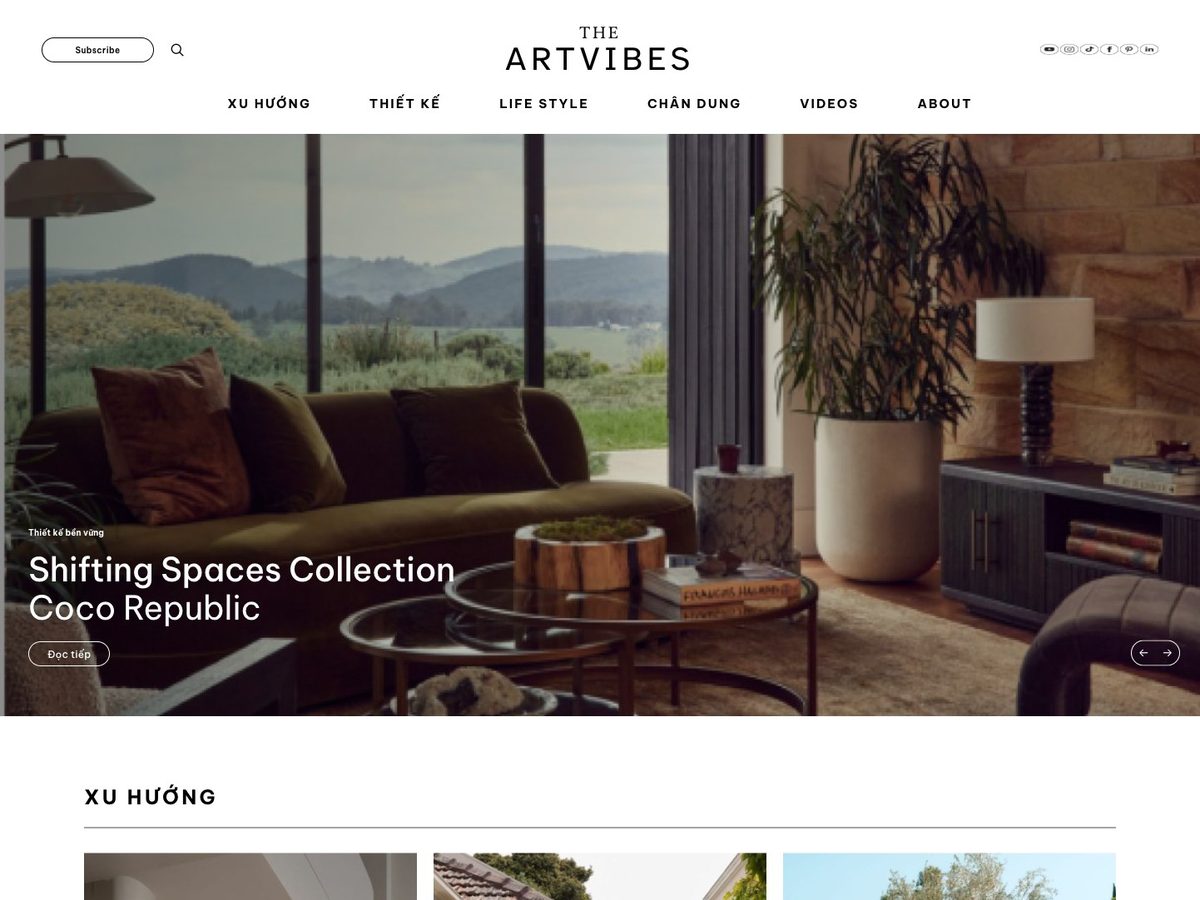 Subscribe
THE
ARTVIBES
XU HƯỚNG
THIẾT KẾ
LIFE STYLE
CHÂN DUNG
VIDEOS
ABOUT
Thiết kế bền vững
Shifting Spaces Collection
Coco Republic
Đọc tiếp
XU HƯỚNG